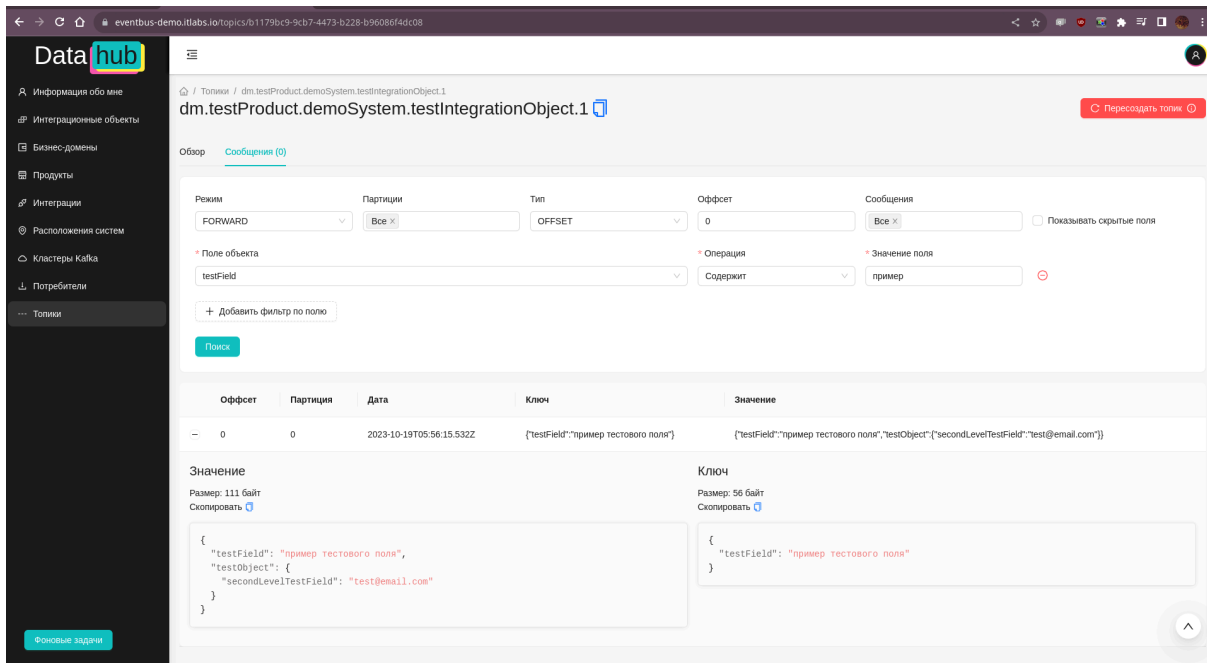 eventbus-demo.itlabs.io/topics/b1179bc9-9cb7-4473-b228-b96086f4dc08
Data hub
Информация обо мне
Интеграционные объекты
Бизнес-домены
Продукты
Интеграции
Расположения систем
Кластеры Kafka
Потребители
Топики
Фоновые задачи
/ Топики / dm.testProduct.demoSystem.testIntegrationObject.1
dm.testProduct.demoSystem.testIntegrationObject.1
Пересоздать топик
Обзор Сообщения (0)
Режим Партиции Тип Оффсет Сообщения
FORWARD Все × OFFSET 0 Все × Показывать скрытые поля
* Поле объекта * Операция * Значение поля
testField Содержит пример
+ Добавить фильтр по полю
Поиск
Оффсет Партиция Дата Ключ Значение
0 0 2023-10-19T05:56:15.532Z {"testField":"пример тестового поля"} {"testField":"пример тестового поля","testObject":{"secondLevelTestField":"test@email.com"}}
Значение Ключ
Размер: 111 байт Размер: 56 байт
Скопировать Скопировать
{ {
"testField": "пример тестового поля", "testField": "пример тестового поля"
"testObject": { }
"secondLevelTestField": "test@email.com"
}
}